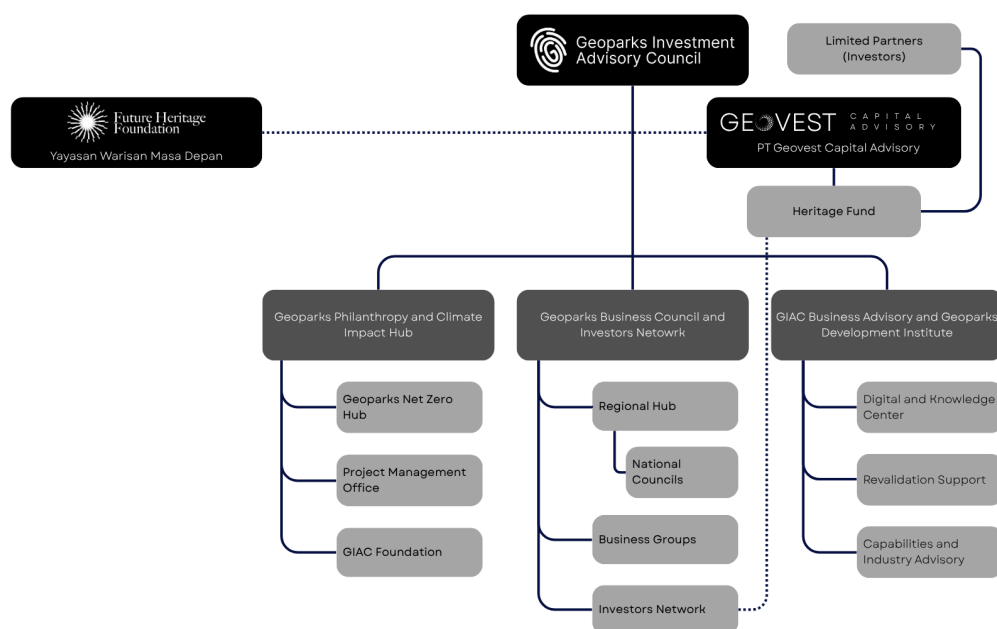 Geoparks Investment
Advisory Council
Limited Partners
(Investors)
Future Heritage
Foundation
Yayasan Warisan Masa Depan
GEOVEST CAPITAL
ADVISORY
PT Geovest Capital Advisory
Heritage Fund
Geoparks Philanthropy and Climate
Impact Hub
Geoparks Business Council and
Investors Netowrk
GIAC Business Advisory and Geoparks
Development Institute
Geoparks Net Zero
Hub
Project Management
Office
GIAC Foundation
Regional Hub
National
Councils
Business Groups
Investors Network
Digital and Knowledge
Center
Revalidation Support
Capabilities and
Industry Advisory